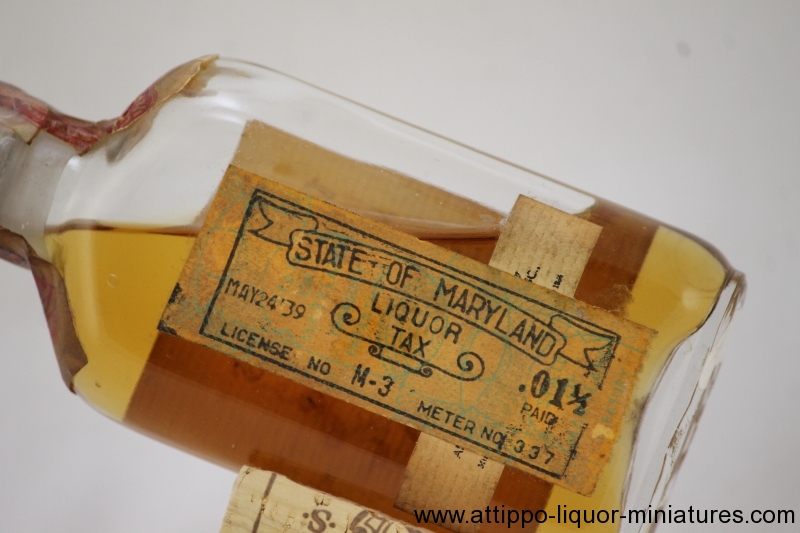 STATE OF MARYLAND
LIQUOR
TAX
MAY 24'39
.01½
PAID
LICENSE NO M-3
METER NO 337
.S.
www.attippo-liquor-miniatures.com